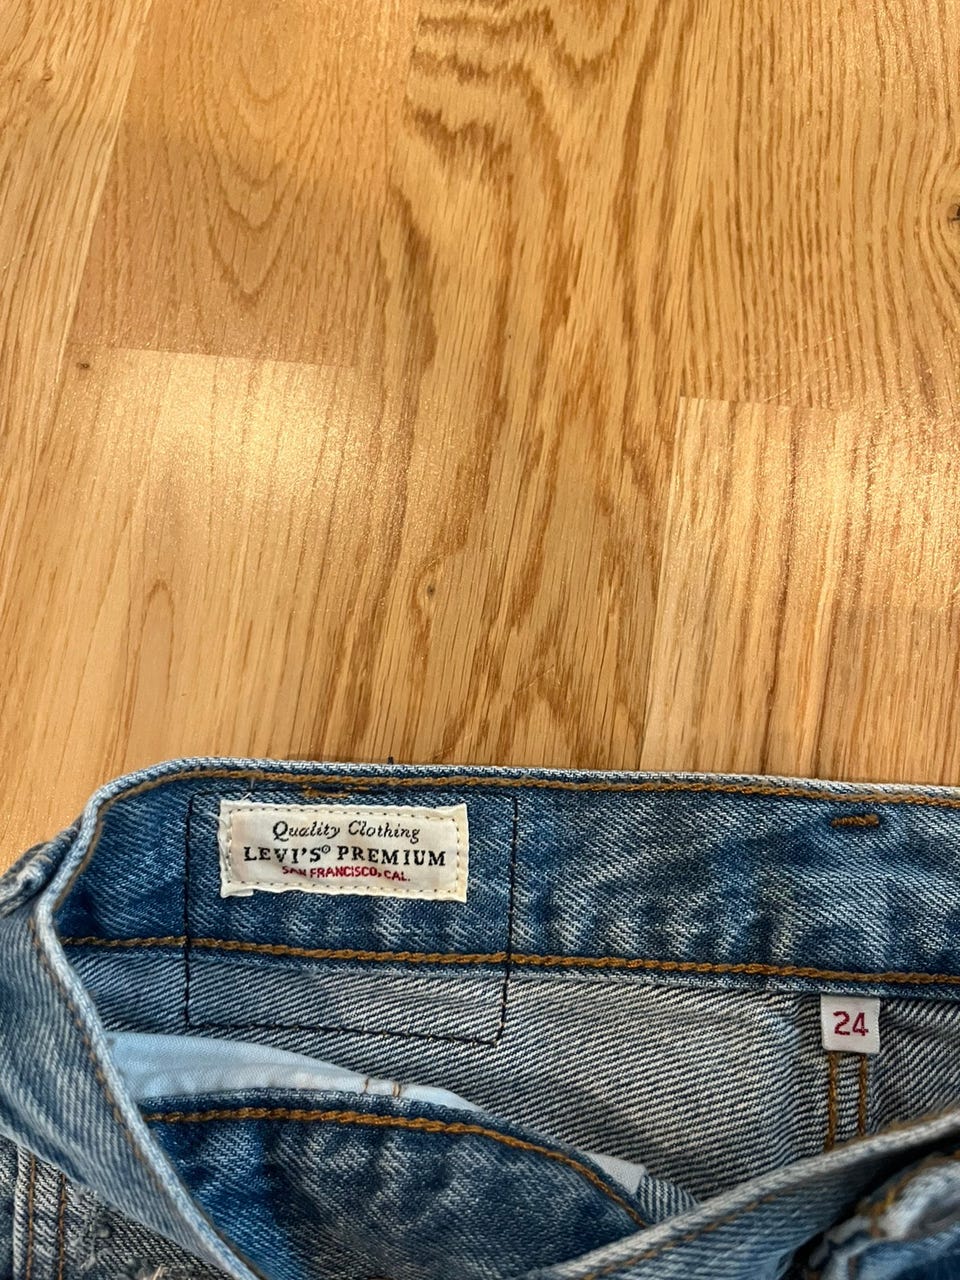 Quality Clothing
LEVI'S® PREMIUM
SAN FRANCISCO, CAL.
24